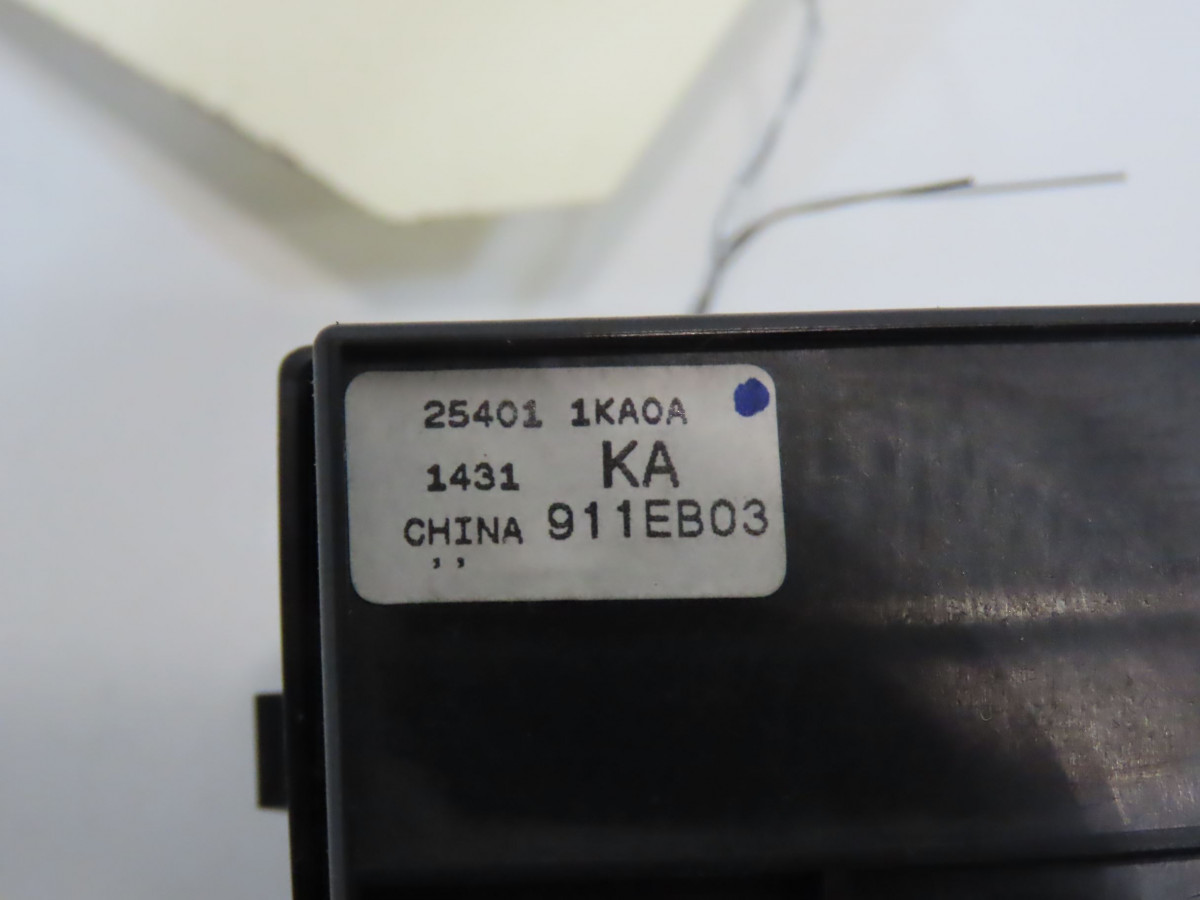 25401 1KA0A
1431 KA
CHINA 911EB03
,,